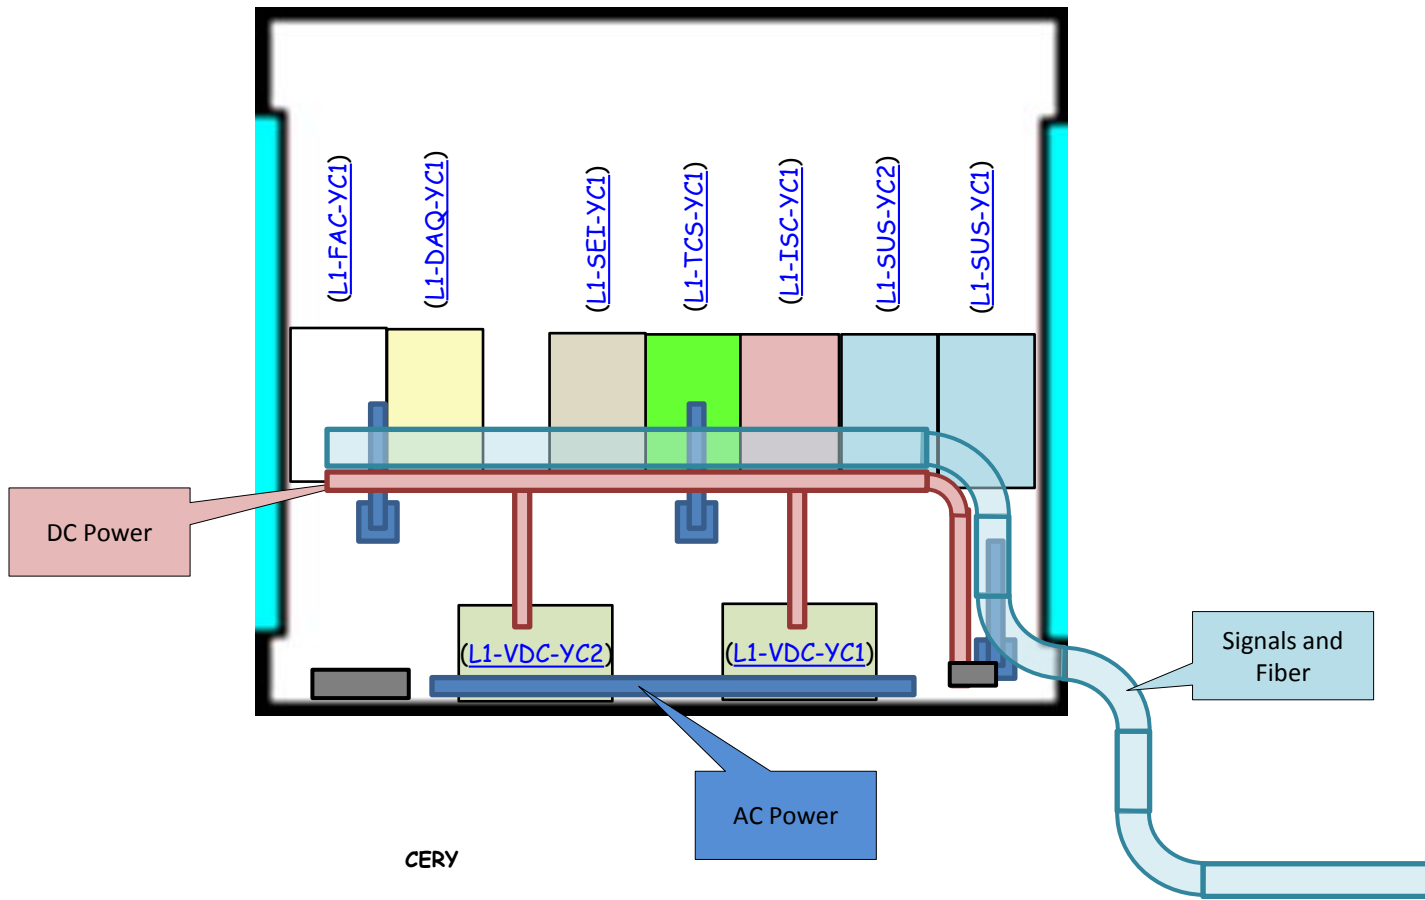 (L1-FAC-YC1)
(L1-DAQ-YC1)
(L1-SEI-YC1)
(L1-TCS-YC1)
(L1-ISC-YC1)
(L1-SUS-YC2)
(L1-SUS-YC1)
DC Power
(L1-VDC-YC2)
(L1-VDC-YC1)
Signals and
Fiber
AC Power
CERY